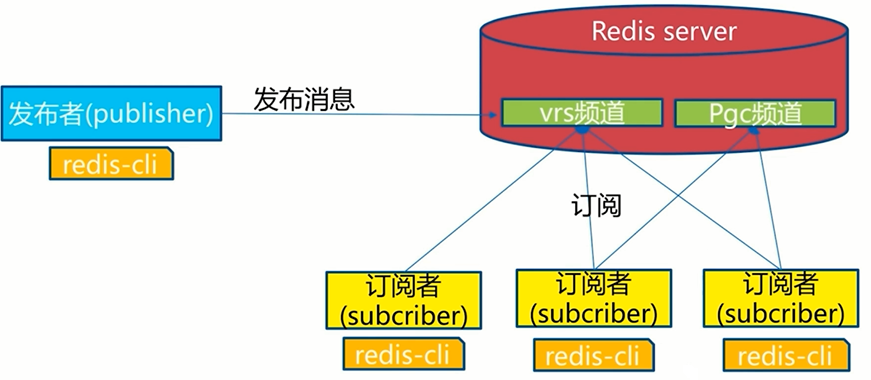 Redis server
发布者(publisher)
发布消息
vrs频道
Pgc频道
redis-cli
订阅
订阅者
(subcriber)
订阅者
(subcriber)
订阅者
(subcriber)
redis-cli
redis-cli
redis-cli